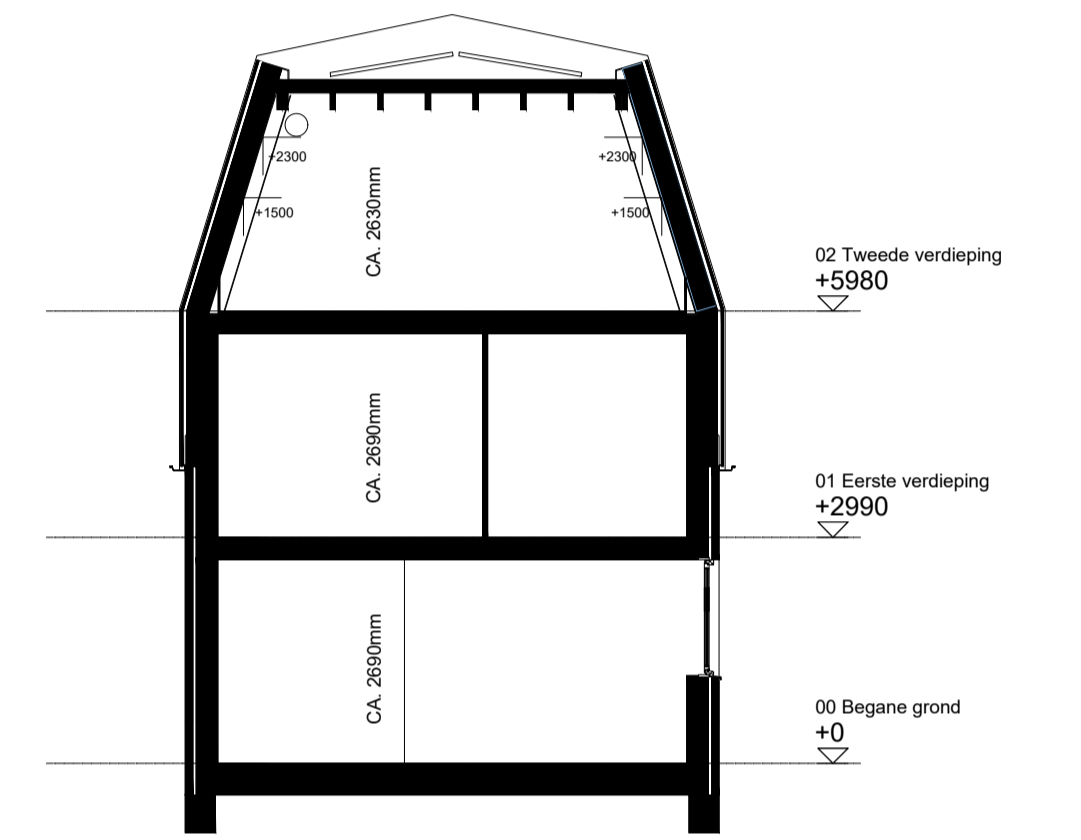 +2300
+2300
+1500
+1500
CA. 2630mm
02 Tweede verdieping
+5980
CA. 2690mm
01 Eerste verdieping
+2990
CA. 2690mm
00 Begane grond
+0